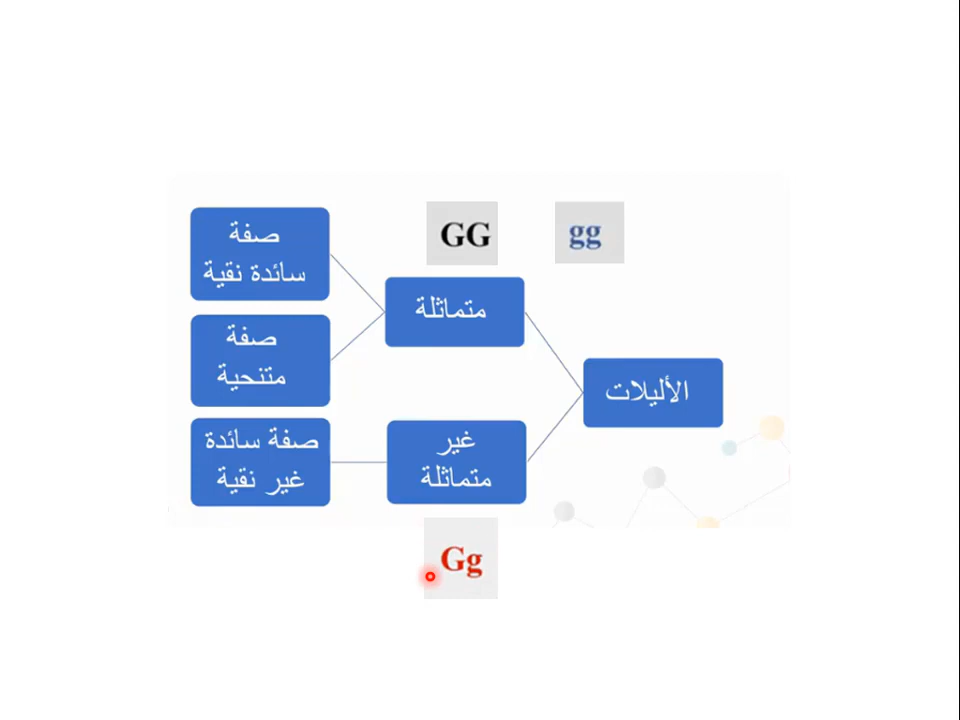 GG
gg
الأليلات
متماثلة
صفة
سائدة نقية
صفة
متنحية
غير
متماثلة
صفة سائدة
غير نقية
Gg